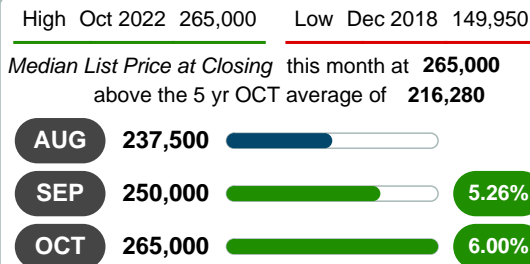 High Oct 2022 265,000 Low Dec 2018 149,950
Median List Price at Closing this month at 265,000
above the 5 yr OCT average of 216,280
AUG 237,500
SEP 250,000 5.26%
OCT 265,000 6.00%